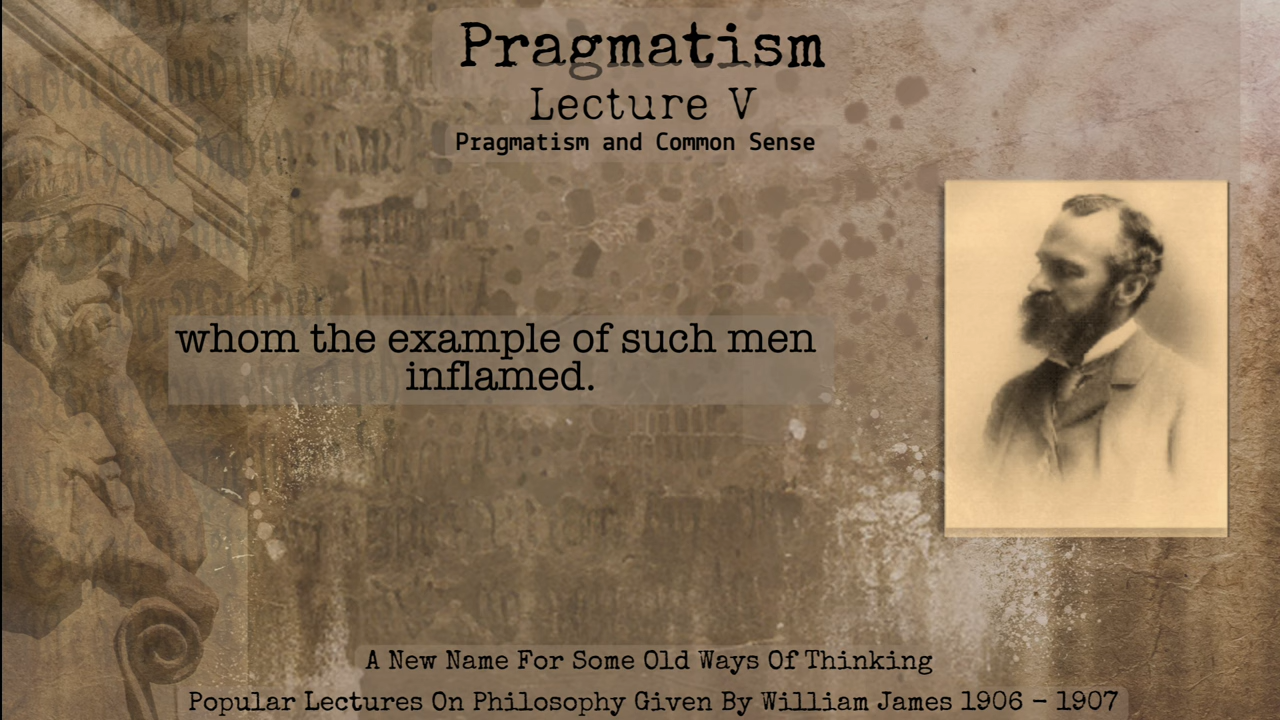 Pragmatism
Lecture V
Pragmatism and Common Sense
whom the example of such men
inflamed.
A New Name For Some Old Ways Of Thinking
Popular Lectures On Philosophy Given By William James 1906 – 1907